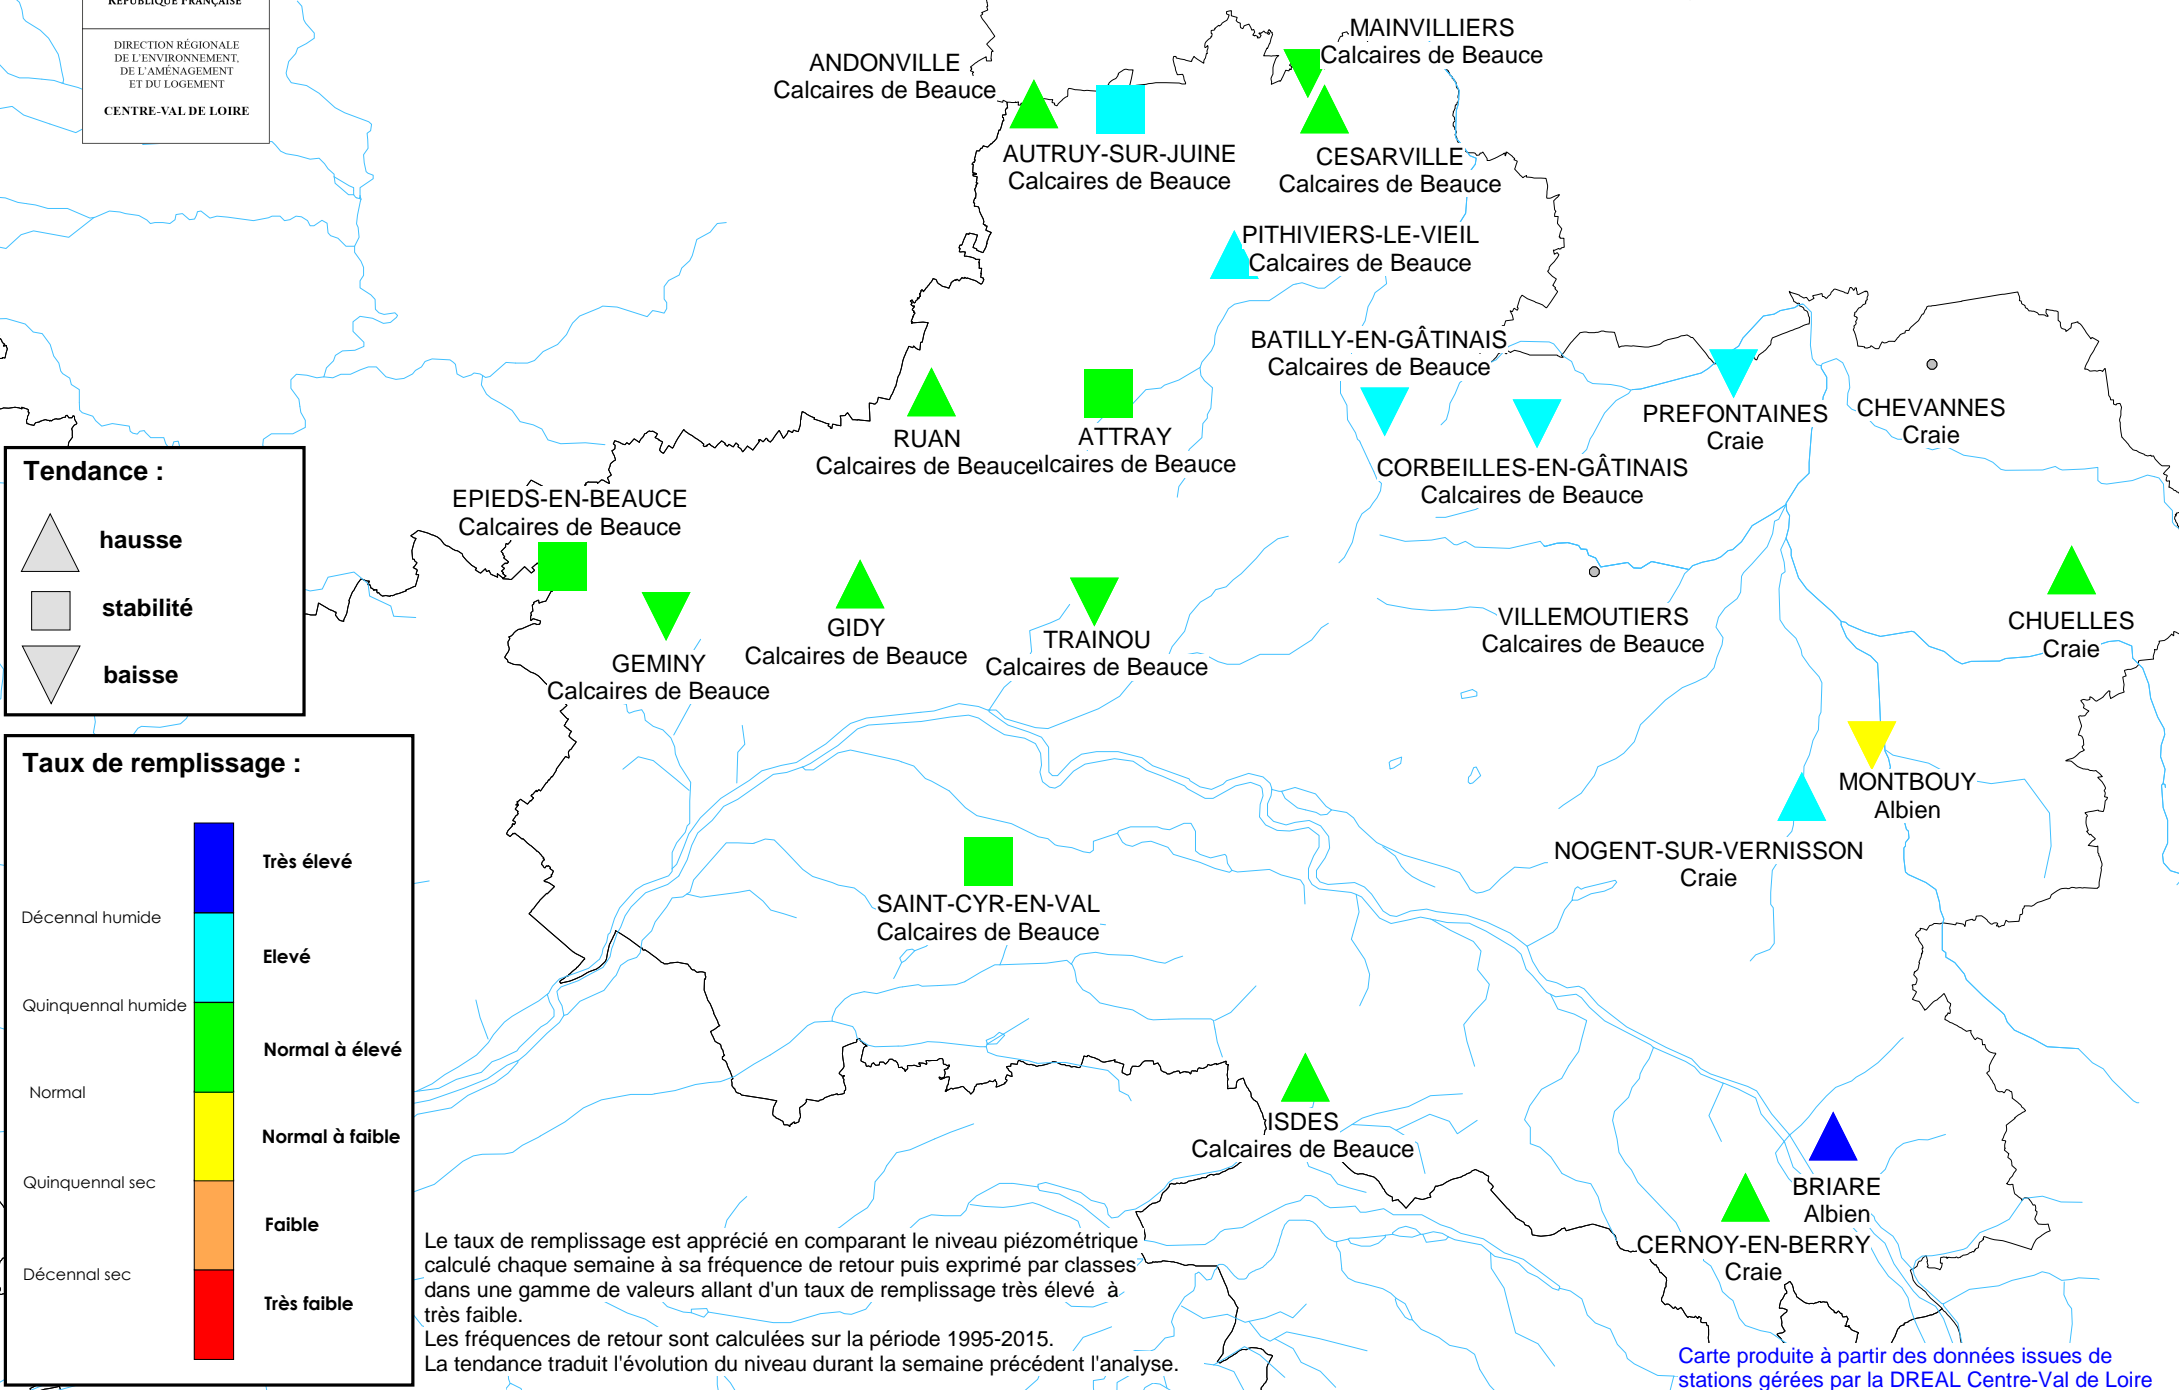 RÉPUBLIQUE FRANÇAISE
DIRECTION RÉGIONALE
DE L'ENVIRONNEMENT,
DE L'AMÉNAGEMENT
ET DU LOGEMENT
CENTRE-VAL DE LOIRE
MAINVILLIERS
Calcaires de Beauce
ANDONVILLE
Calcaires de Beauce
AUTRUY-SUR-JUINE
Calcaires de Beauce
CESARVILLE
Calcaires de Beauce
PITHIVIERS-LE-VIEIL
Calcaires de Beauce
BATILLY-EN-GÂTINAIS
Calcaires de Beauce
PREFONTAINES
Craie
CHEVANNES
Craie
RUAN
Calcaires de Beauce
ATTRAY
lcaires de Beauce
CORBEILLES-EN-GÂTINAIS
Calcaires de Beauce
EPIEDS-EN-BEAUCE
Calcaires de Beauce
GEMINY
Calcaires de Beauce
GIDY
Calcaires de Beauce
TRAINOU
Calcaires de Beauce
VILLEMOUTIERS
Calcaires de Beauce
CHUELLES
Craie
MONTBOUY
Albien
NOGENT-SUR-VERNISSON
Craie
SAINT-CYR-EN-VAL
Calcaires de Beauce
ISDES
Calcaires de Beauce
BRIARE
Albien
CERNOY-EN-BERRY
Craie
Tendance :
hausse
stabilité
baisse
Taux de remplissage :
Très élevé
Décennal humide
Elevé
Quinquennal humide
Normal à élevé
Normal
Normal à faible
Quinquennal sec
Faible
Décennal sec
Très faible
Le taux de remplissage est apprécié en comparant le niveau piézométrique
calculé chaque semaine à sa fréquence de retour puis exprimé par classes
dans une gamme de valeurs allant d'un taux de remplissage très élevé à
très faible.
Les fréquences de retour sont calculées sur la période 1995-2015.
La tendance traduit l'évolution du niveau durant la semaine précédent l'analyse.
Carte produite à partir des données issues de
stations gérées par la DREAL Centre-Val de Loire